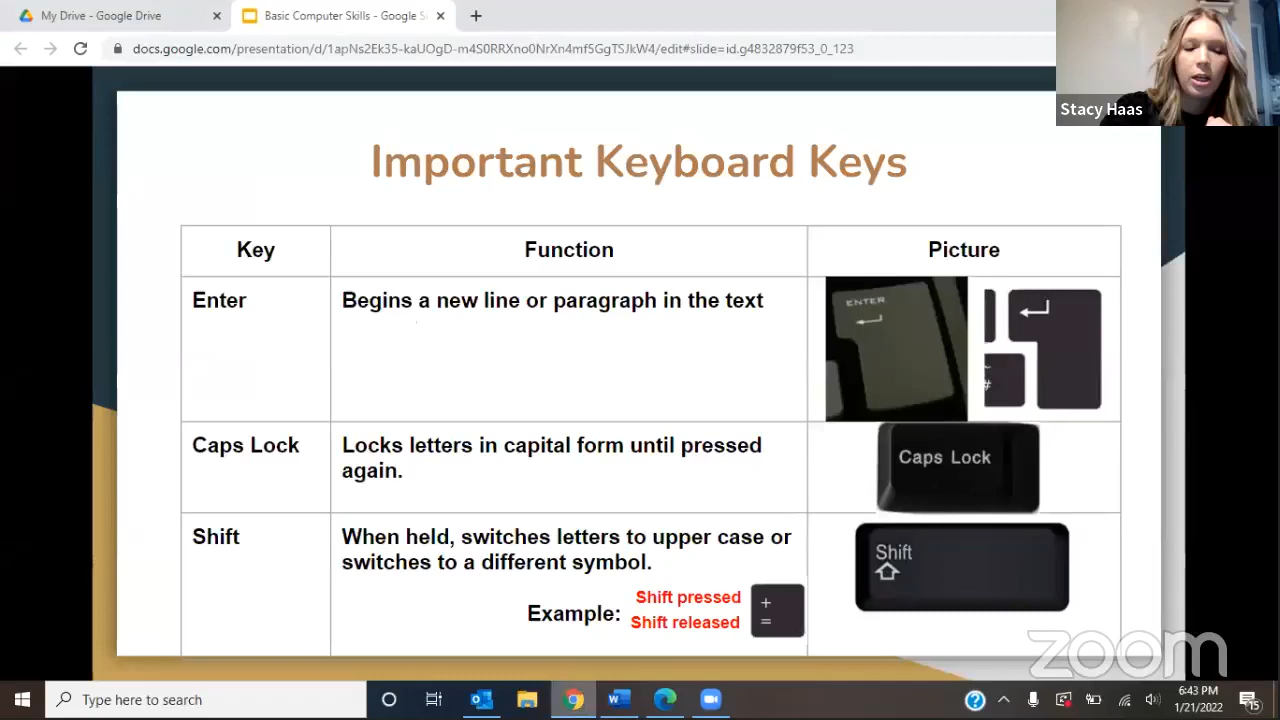 My Drive - Google Drive
Basic Computer Skills - Google S
docs.google.com/presentation/d/1apNs2Ek35-kaUOgD-m4S0RRXno0NrXn4mf5GgTSJkW4/edit#slide=id.g4832879f53_0_123
Stacy Haas
Important Keyboard Keys
Key Function Picture
Enter Begins a new line or paragraph in the text
ENTER
~
#
Caps Lock Locks letters in capital form until pressed
again.
Caps Lock
Shift When held, switches letters to upper case or
switches to a different symbol.
Shift
Example:
Shift pressed +
Shift released =
zoom
Type here to search
6:43 PM
1/21/2022
15